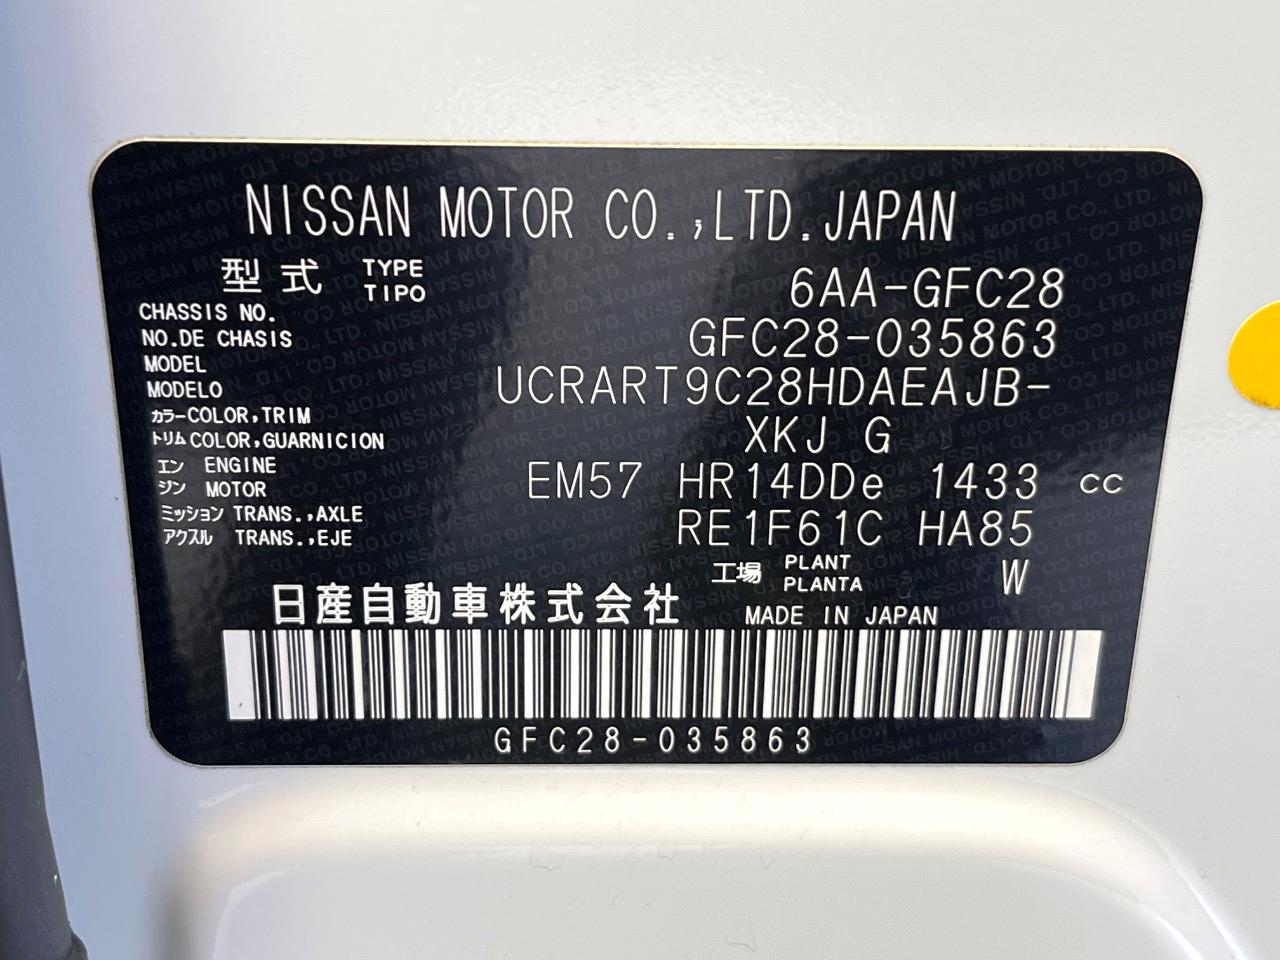 NISSAN MOTOR CO.,LTD.JAPAN
型式 TYPE TIPO 6AA-GFC28
CHASSIS NO. NO.DE CHASIS GFC28-035863
MODEL MODELO UCRART9C28HDAEAJB-
カラー COLOR,TRIM
トリム COLOR,GUARNICION XKJ G
エンジン ENGINE MOTOR EM57 HR14DDe 1433 cc
ミッション TRANS.,AXLE
アクスル TRANS.,EJE RE1F61C HA85
工場 PLANT PLANTA W
日産自動車株式会社 MADE IN JAPAN
GFC28-035863